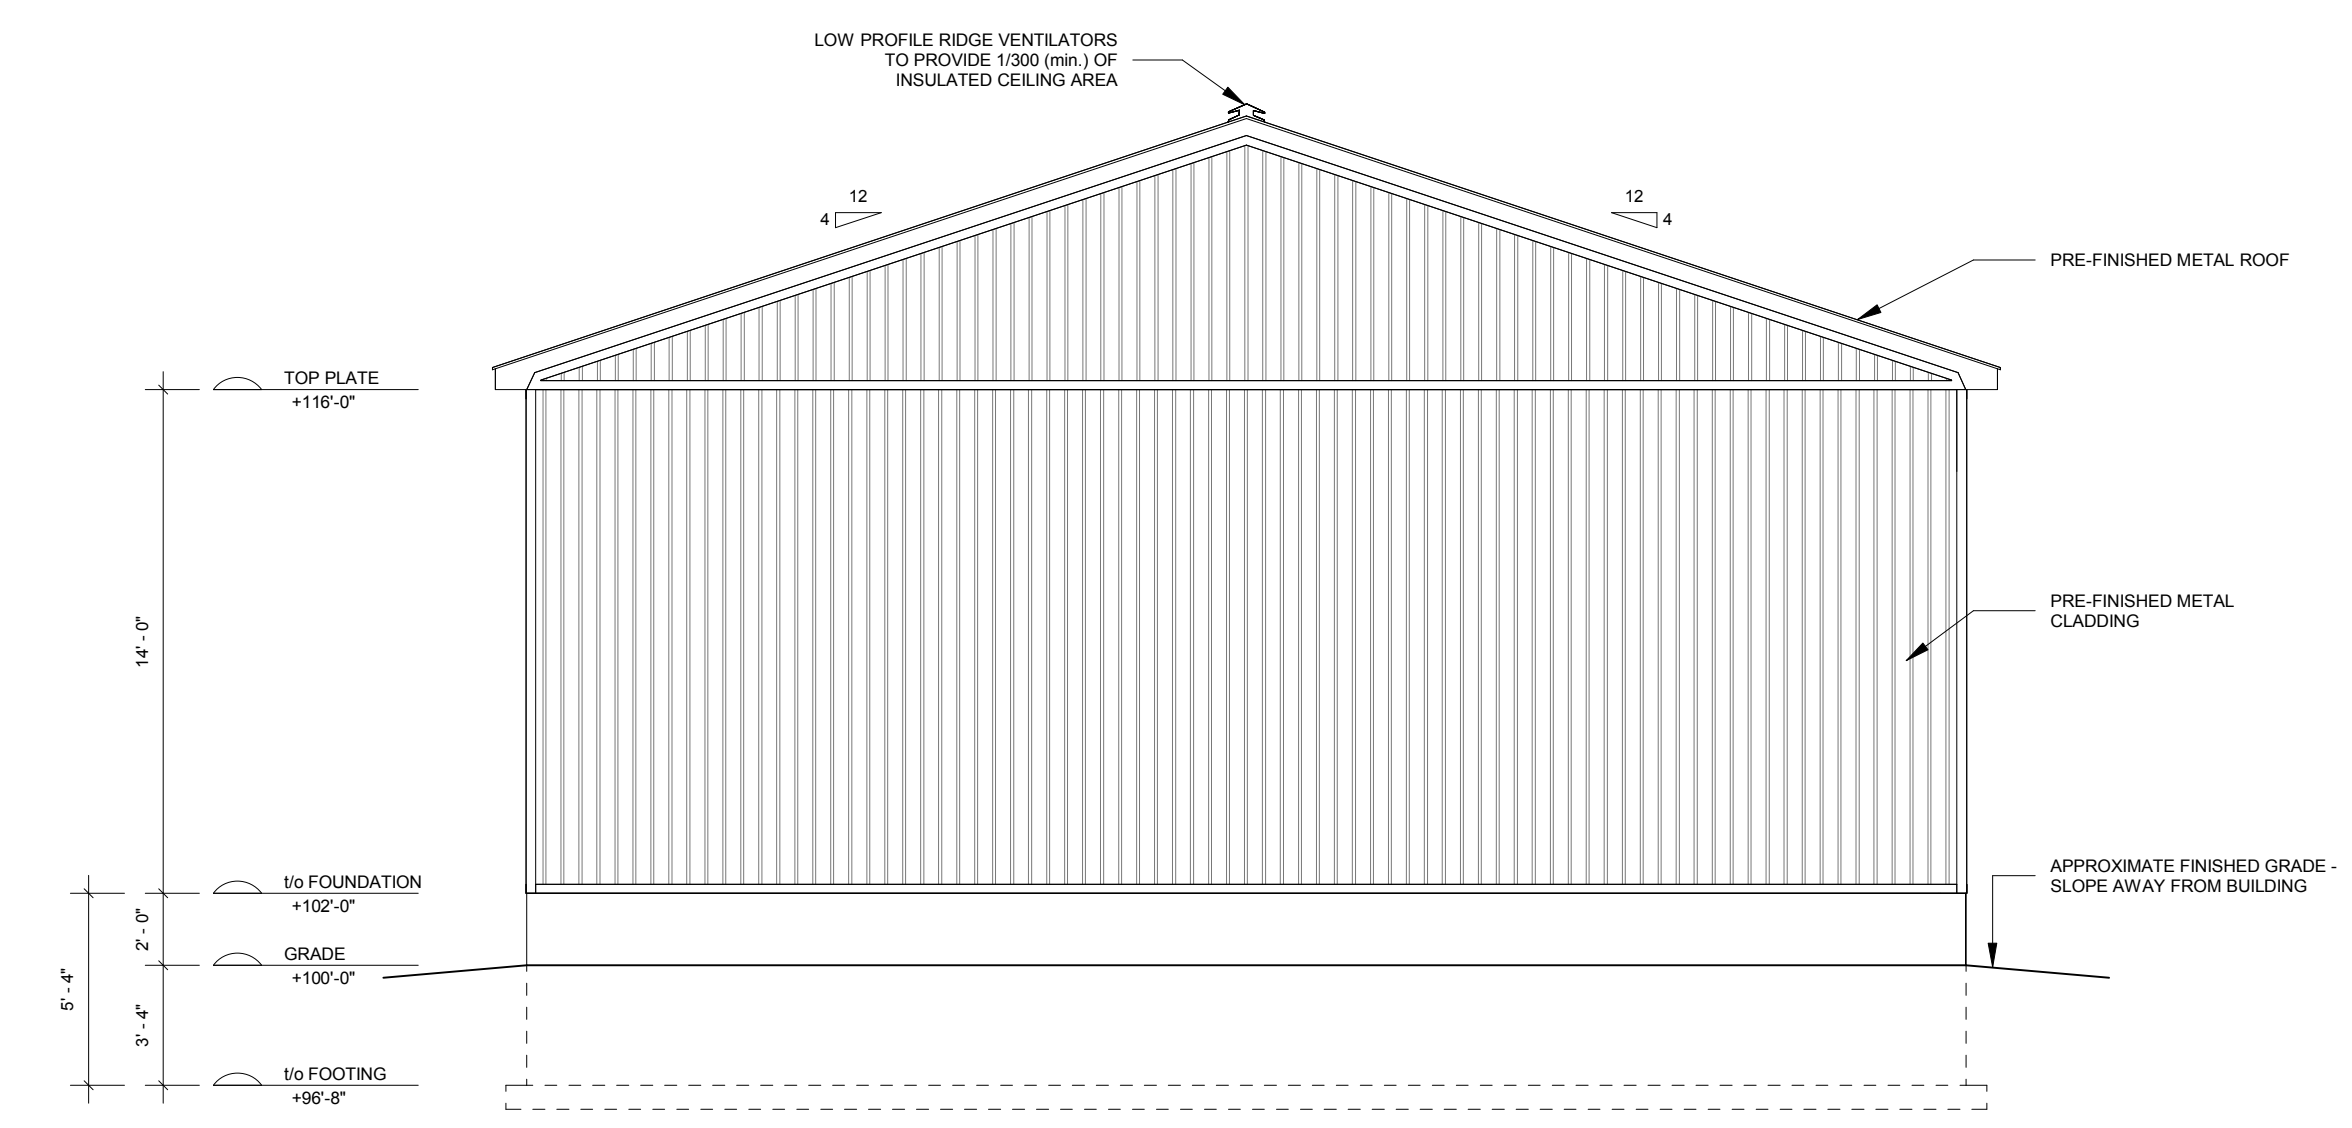 LOW PROFILE RIDGE VENTILATORS
TO PROVIDE 1/300 (min.) OF
INSULATED CEILING AREA
12
4
12
4
PRE-FINISHED METAL ROOF
TOP PLATE
+116'-0"
14' - 0"
PRE-FINISHED METAL
CLADDING
APPROXIMATE FINISHED GRADE -
SLOPE AWAY FROM BUILDING
t/o FOUNDATION
+102'-0"
2' - 0"
GRADE
+100'-0"
5' - 4"
3' - 4"
t/o FOOTING
+96'-8"